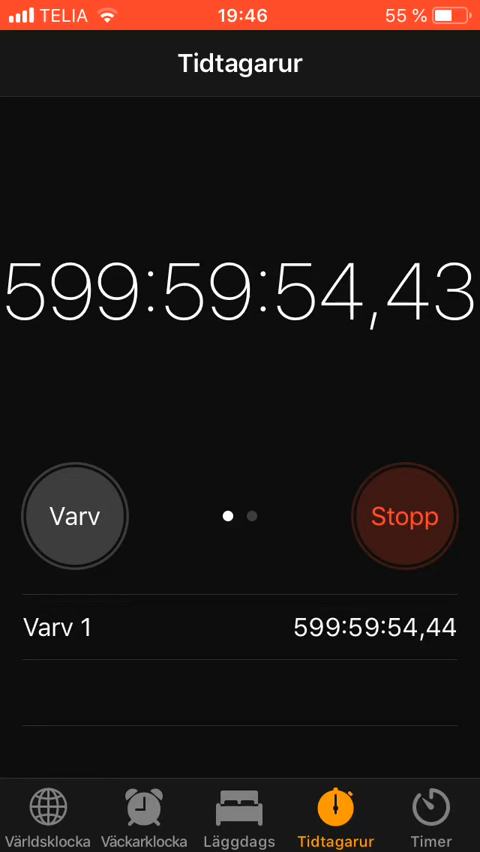 TELIA 19:46 55 %
Tidtagarur
599:59:54,43
Varv Stopp
Varv 1 599:59:54,44
Världsklocka Väckarklocka Läggdags Tidtagarur Timer